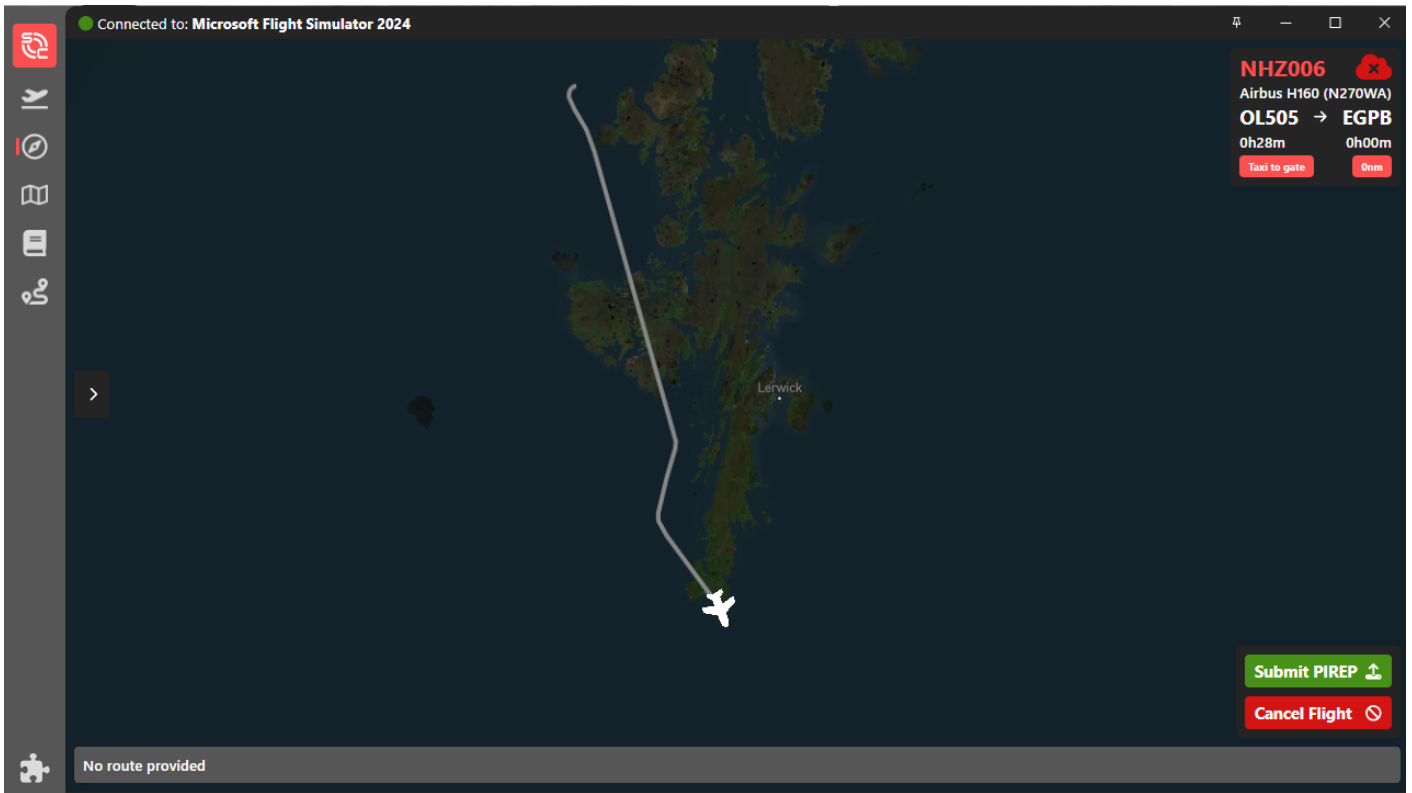 Connected to: Microsoft Flight Simulator 2024
NHZ006
Airbus H160 (N270WA)
OL505 → EGPB
0h28m 0h00m
Taxi to gate 0nm
Lerwick
Submit PIREP
Cancel Flight
No route provided